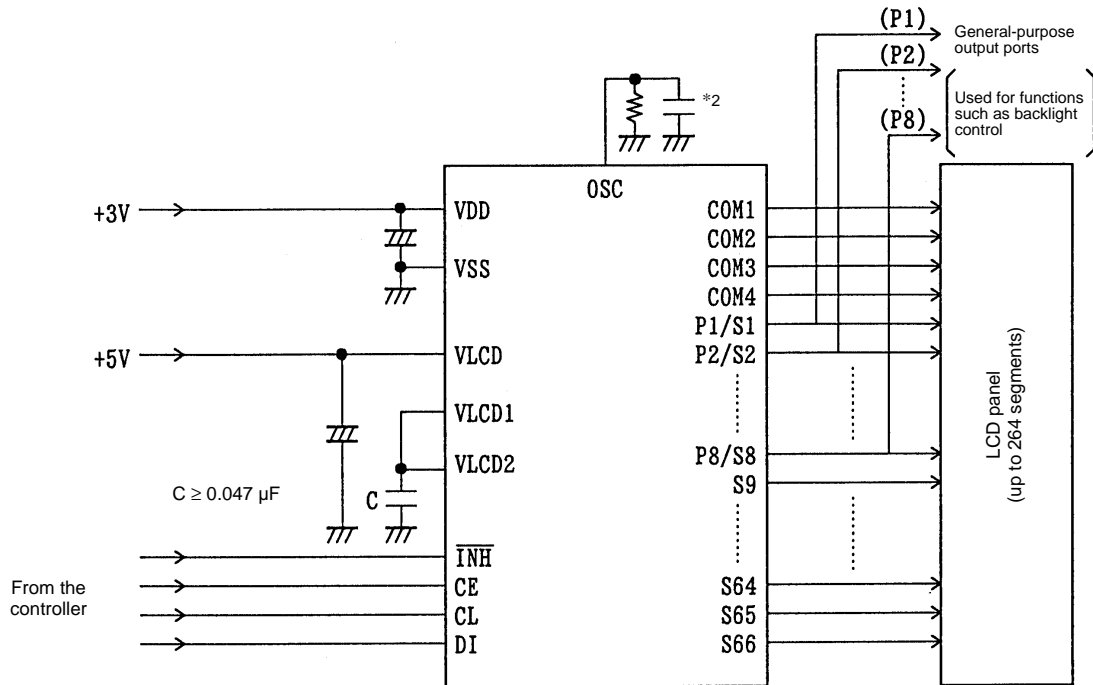 (P1)
General-purpose
output ports
(P2)
(P8)
Used for functions
such as backlight
control
*2
OSC
+3V
VDD
VSS
+5V
VLCD
VLCD1
VLCD2
C ≥ 0.047 µF
C
From the
controller
INH
CE
CL
DI
COM1
COM2
COM3
COM4
P1/S1
P2/S2
P8/S8
S9
S64
S65
S66
LCD panel
(up to 264 segments)